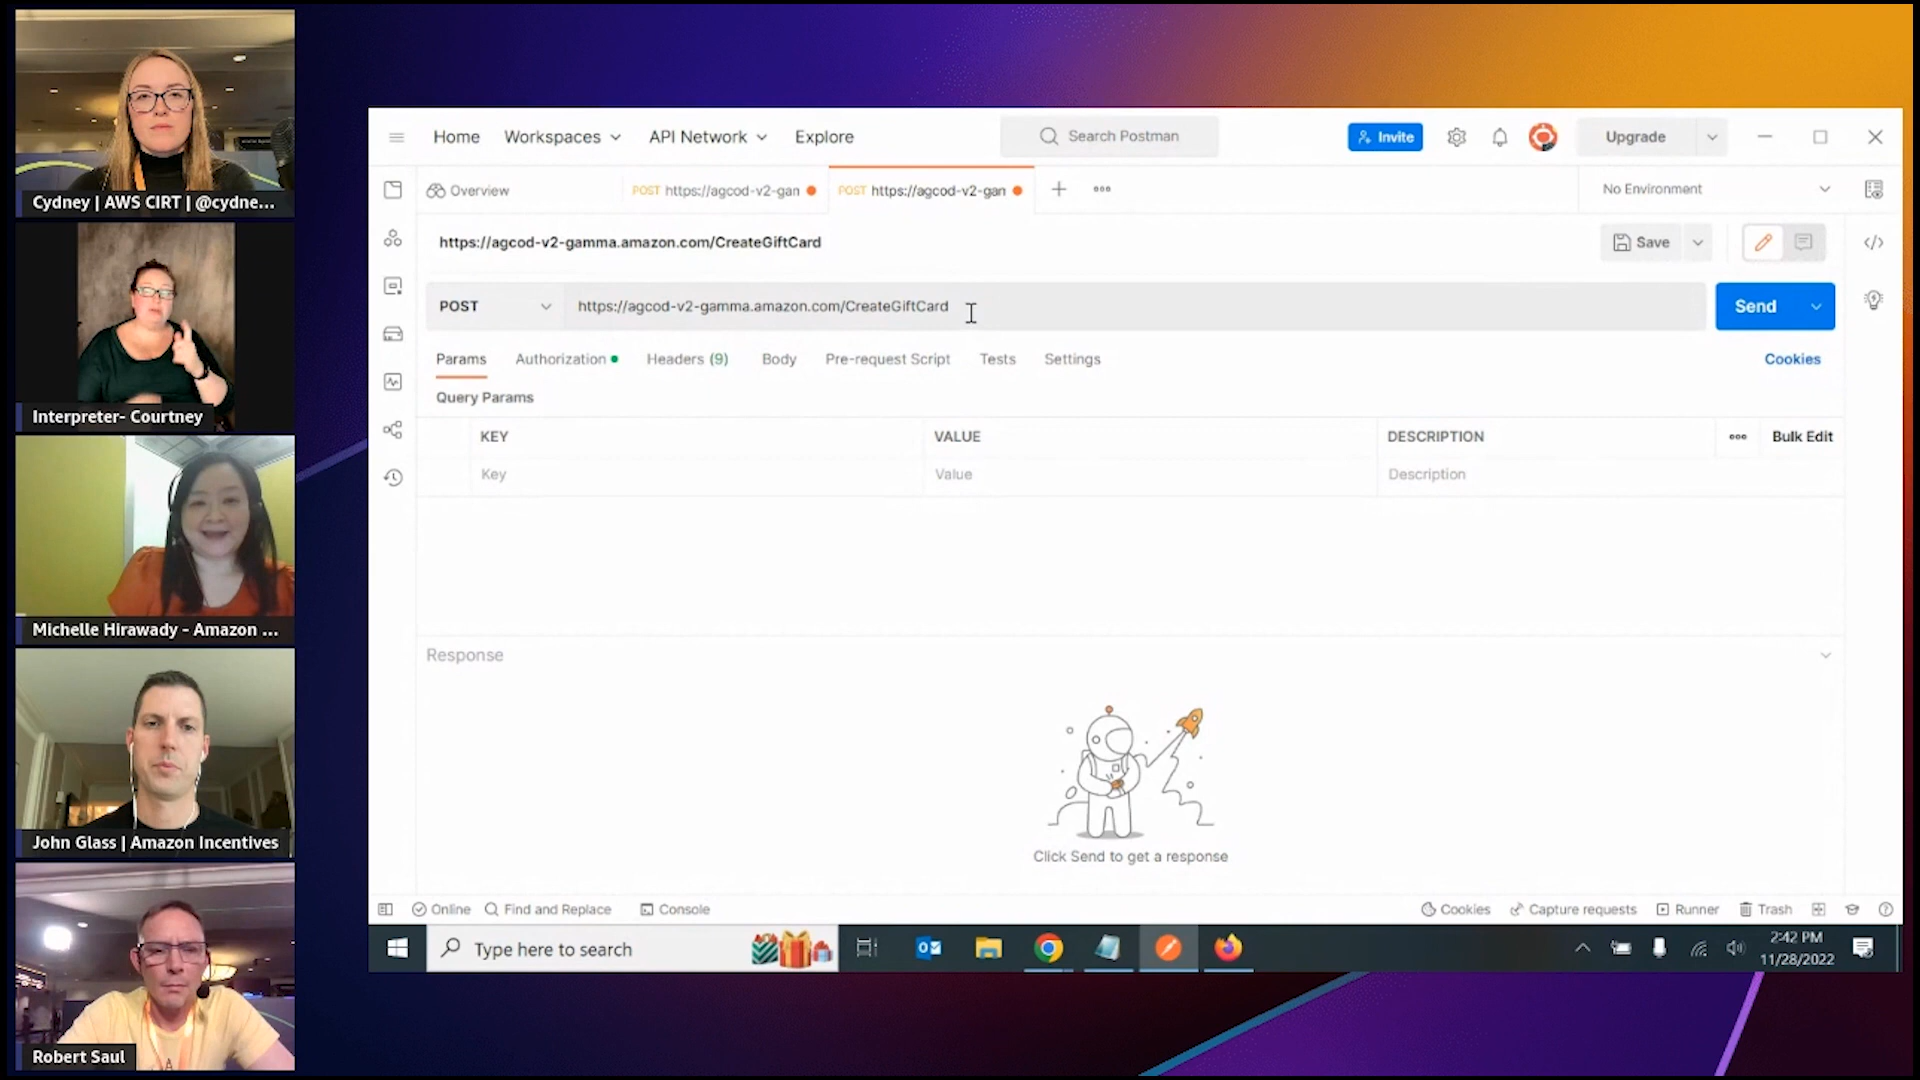 Cydney | AWS CIRT | @cydne...
Interpreter- Courtney
Michelle Hirawady - Amazon ...
John Glass | Amazon Incentives
Robert Saul
Home Workspaces API Network Explore Search Postman Invite Upgrade
Overview POST https://agcod-v2-gan POST https://agcod-v2-gan No Environment
https://agcod-v2-gamma.amazon.com/CreateGiftCard Save
POST https://agcod-v2-gamma.amazon.com/CreateGiftCard Send
Params Authorization Headers (9) Body Pre-request Script Tests Settings Cookies
Query Params
KEY VALUE DESCRIPTION Bulk Edit
Key Value Description
Response
Click Send to get a response
Online Find and Replace Console Cookies Capture requests Runner Trash
Type here to search 2:42 PM
11/28/2022